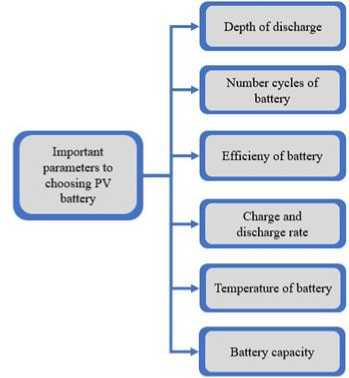 Depth of discharge
Number cycles of
battery
Efficieny of battery
Important
parameters to
choosing PV
battery
Charge and
discharge rate
Temperature of battery
Battery capacity